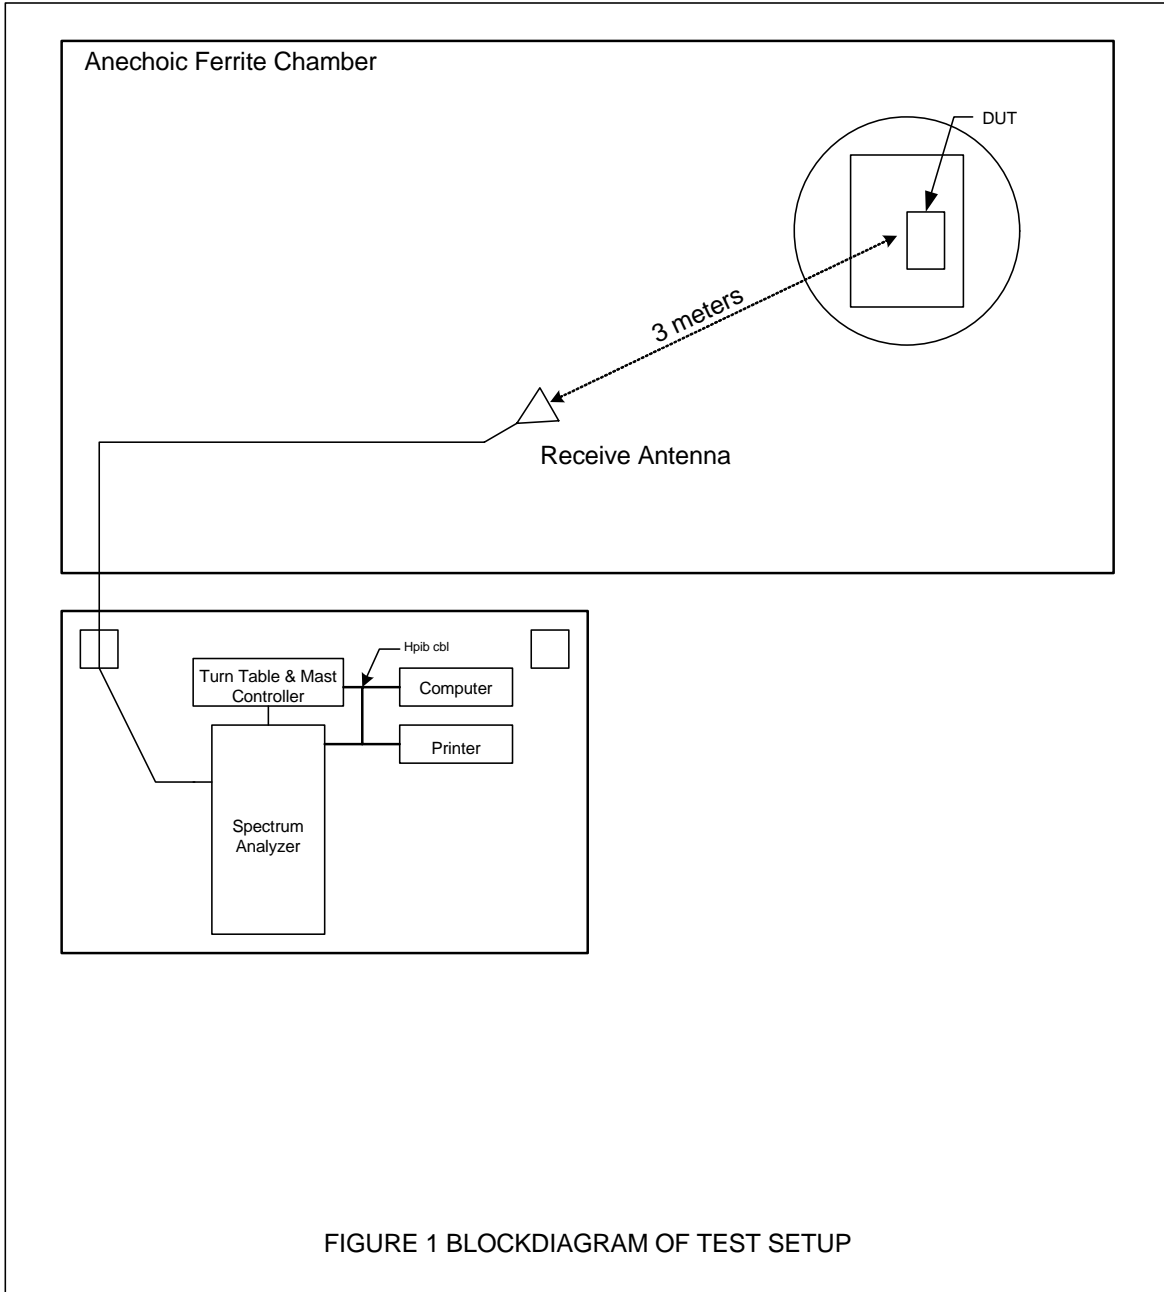 Anechoic Ferrite Chamber
DUT
3 meters
Receive Antenna
Hpib cbl
Turn Table & Mast
Controller
Computer
Printer
Spectrum
Analyzer
FIGURE 1 BLOCKDIAGRAM OF TEST SETUP